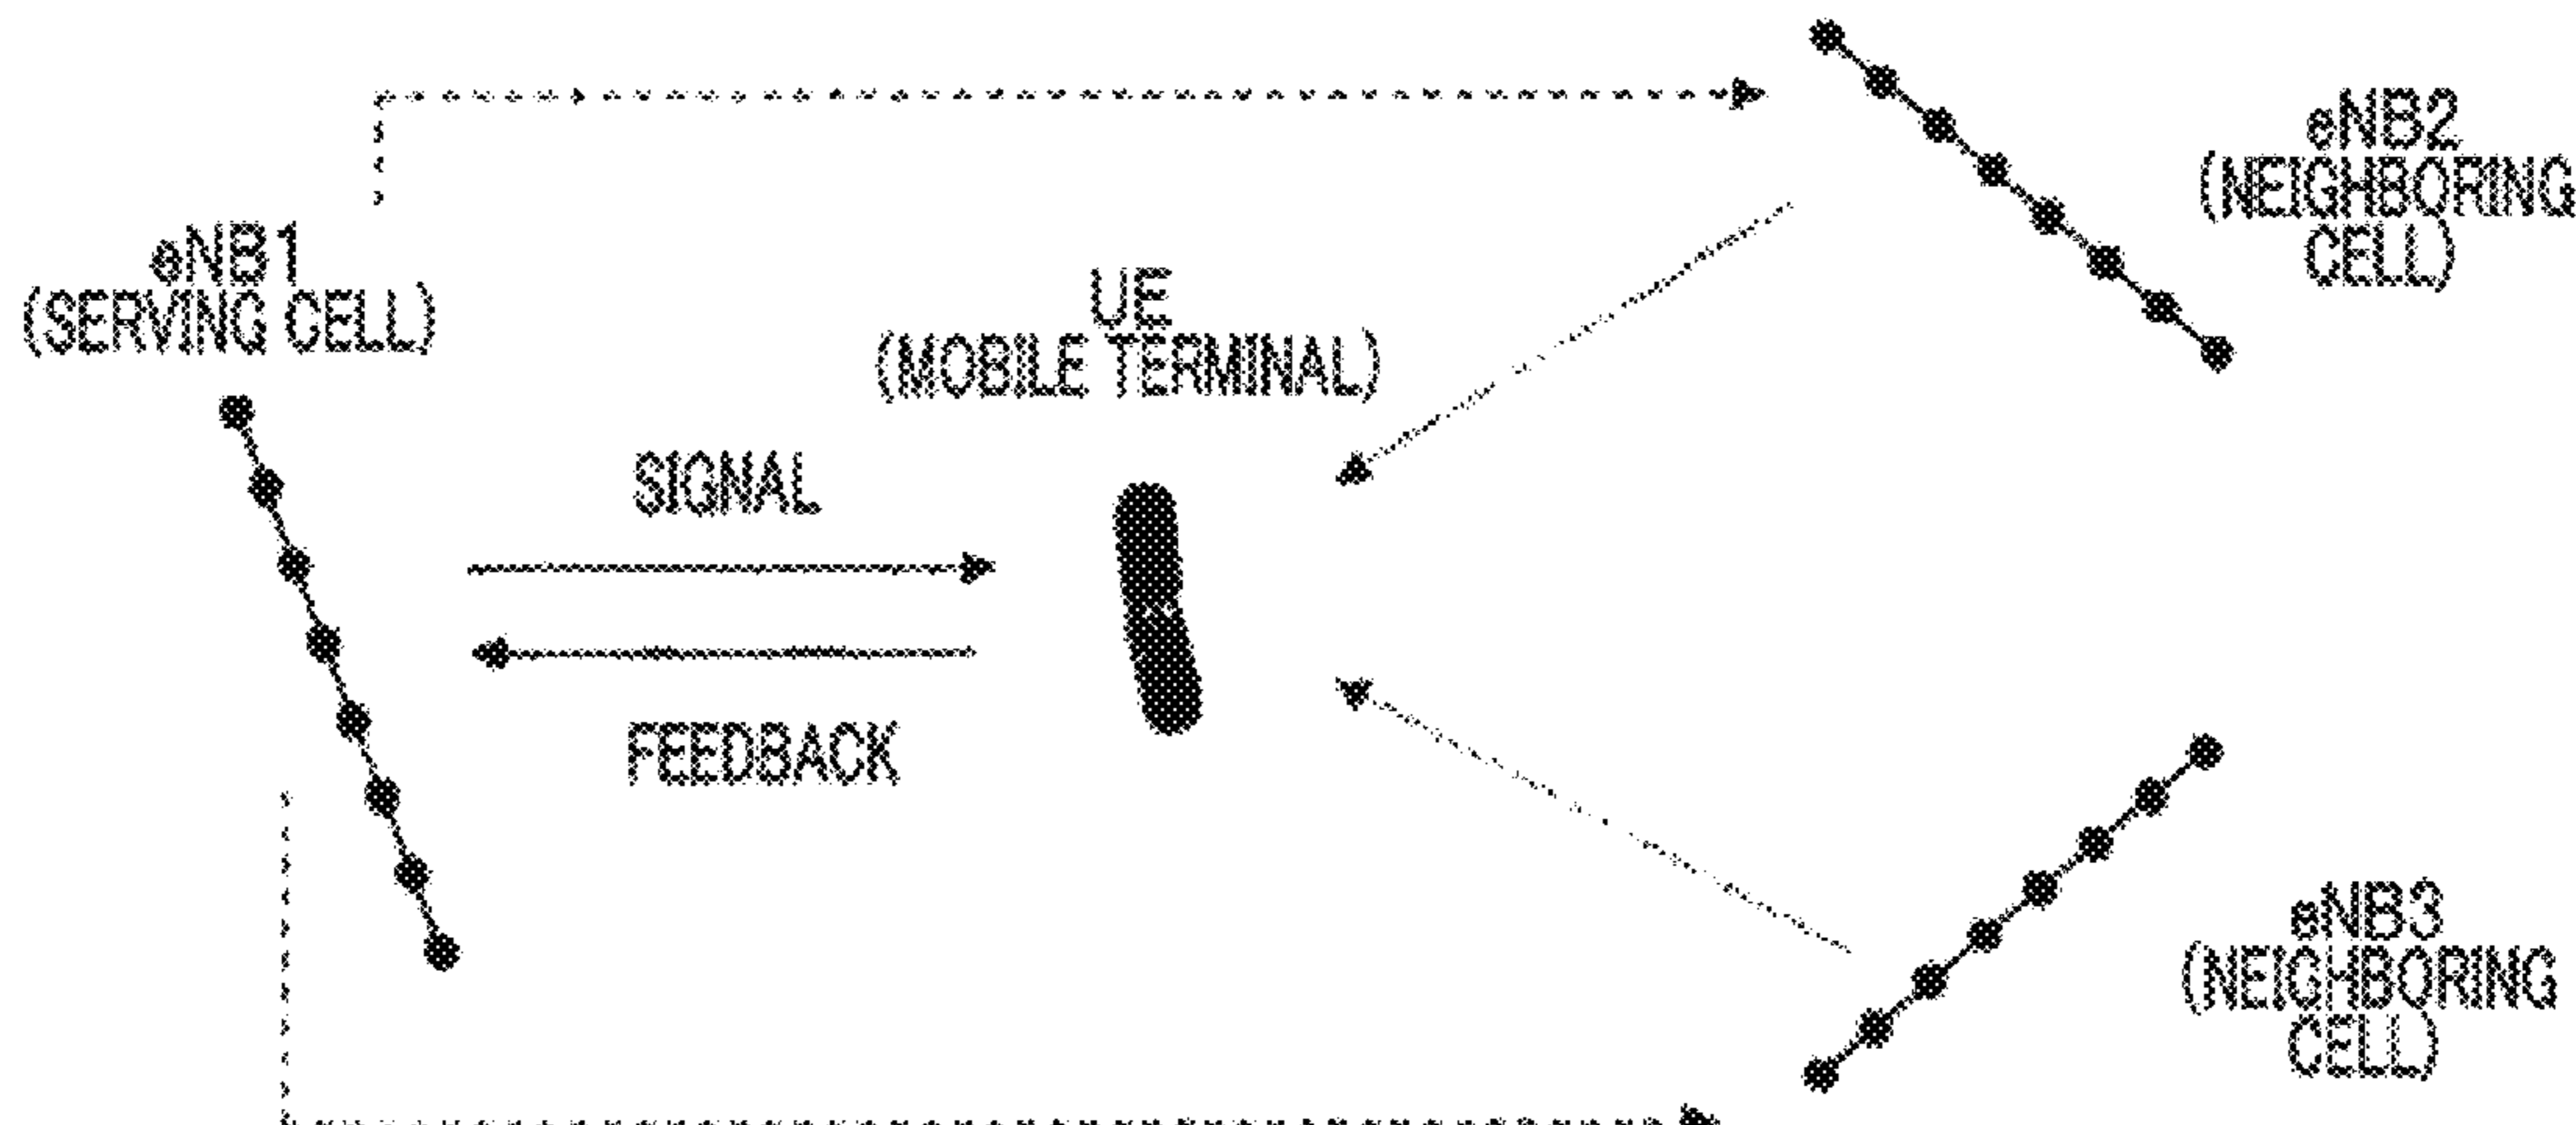 eNB1
(SERVING CELL)
UE
(MOBILE TERMINAL)
SIGNAL
FEEDBACK
eNB2
(NEIGHBORING
CELL)
eNB3
(NEIGHBORING
CELL)